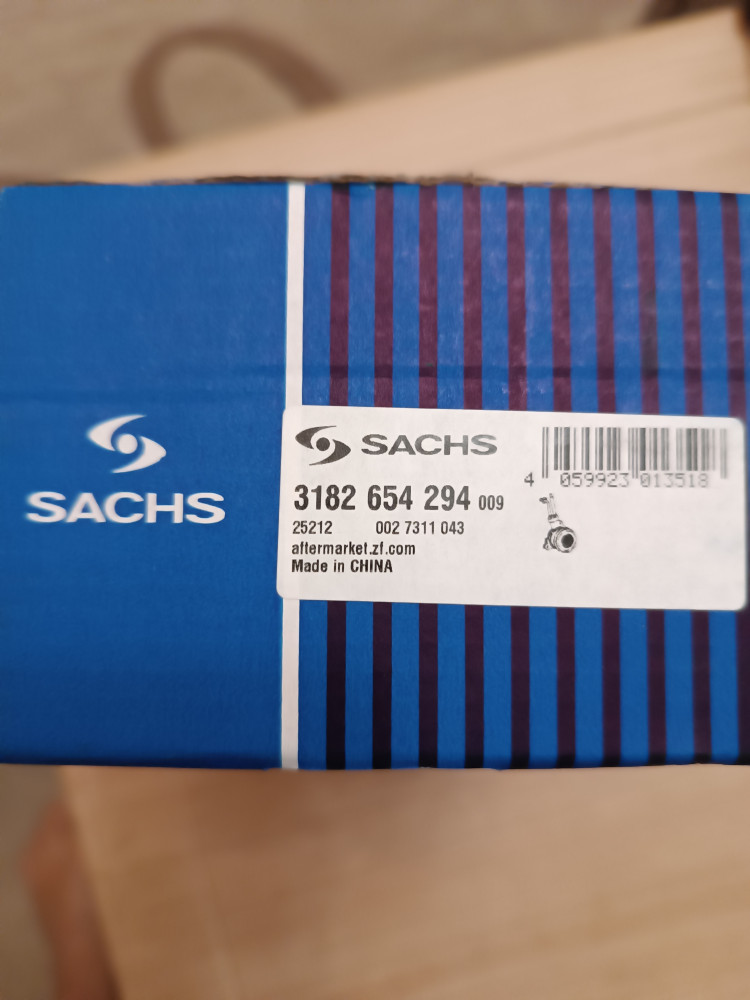 SACHS
SACHS
4 059923 013518
3182 654 294 009
25212 002 7311 043
aftermarket.zf.com
Made in CHINA